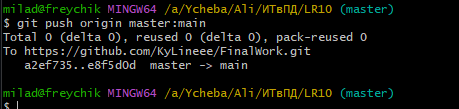 milad@freychik MINGW64 /a/Ycheba/Ali/ИТвПД/LR10 (master)
$ git push origin master:main
Total 0 (delta 0), reused 0 (delta 0), pack-reused 0
To https://github.com/KyLineee/FinalWork.git
   a2ef735..e8f5d0d  master -> main
milad@freychik MINGW64 /a/Ycheba/Ali/ИТвПД/LR10 (master)
$